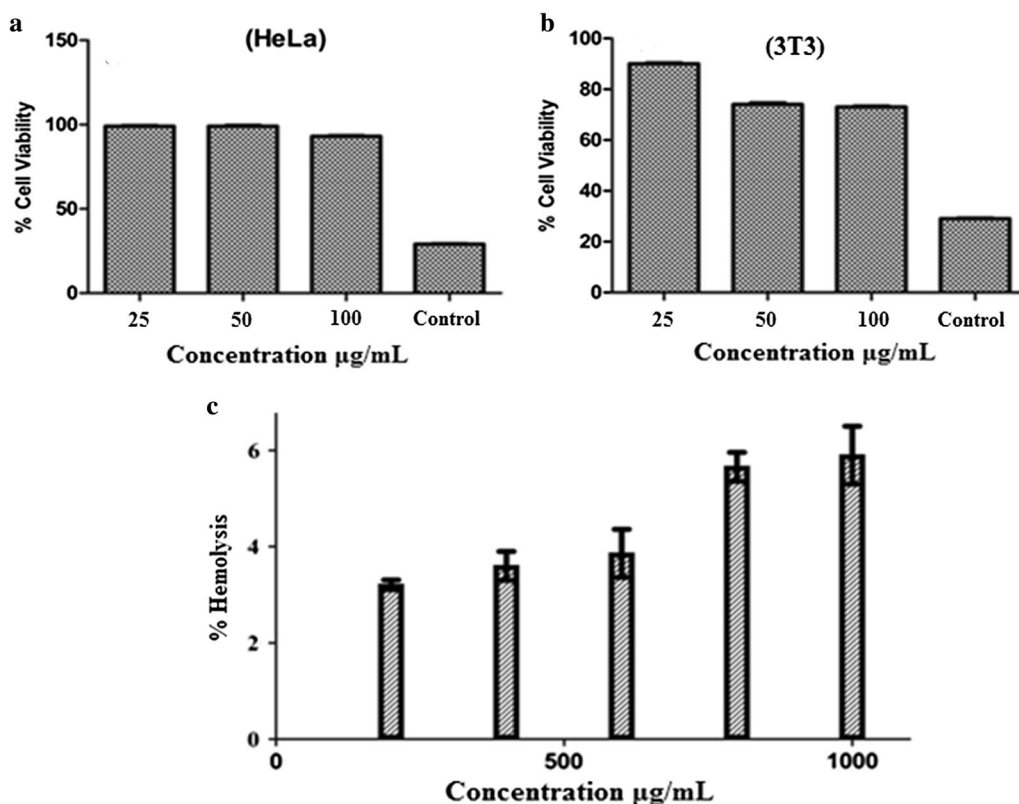 a
(HeLa)
% Cell Viability
150
100
50
0
25 50 100 Control
Concentration µg/mL
b
(3T3)
% Cell Viability
100
80
60
40
20
0
25 50 100 Control
Concentration µg/mL
c
% Hemolysis
6
4
2
0
0 500 1000
Concentration µg/mL